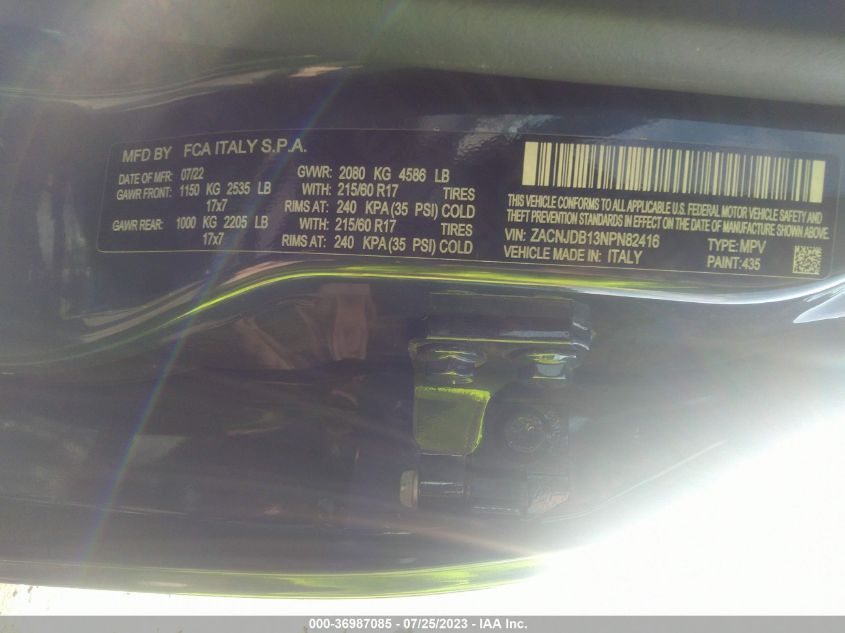 MFD BY FCA ITALY S.P.A.
DATE OF MFR: 07/22 GVWR: 2080 KG 4586 LB
GAWR FRONT: 1150 KG 2535 LB WITH: 215/60 R17 TIRES
17x7 RIMS AT: 240 KPA(35 PSI) COLD
GAWR REAR: 1000 KG 2205 LB WITH: 215/60 R17 TIRES
17x7 RIMS AT: 240 KPA(35 PSI) COLD
THIS VEHICLE CONFORMS TO ALL APPLICABLE U.S. FEDERAL MOTOR VEHICLE SAFETY AND
THEFT PREVENTION STANDARDS IN EFFECT ON THE DATE OF MANUFACTURE SHOWN ABOVE.
VIN: ZACNJDB13NPN82416 TYPE: MPV
VEHICLE MADE IN: ITALY PAINT:435
000-36987085 - 07/25/2023 - IAA Inc.